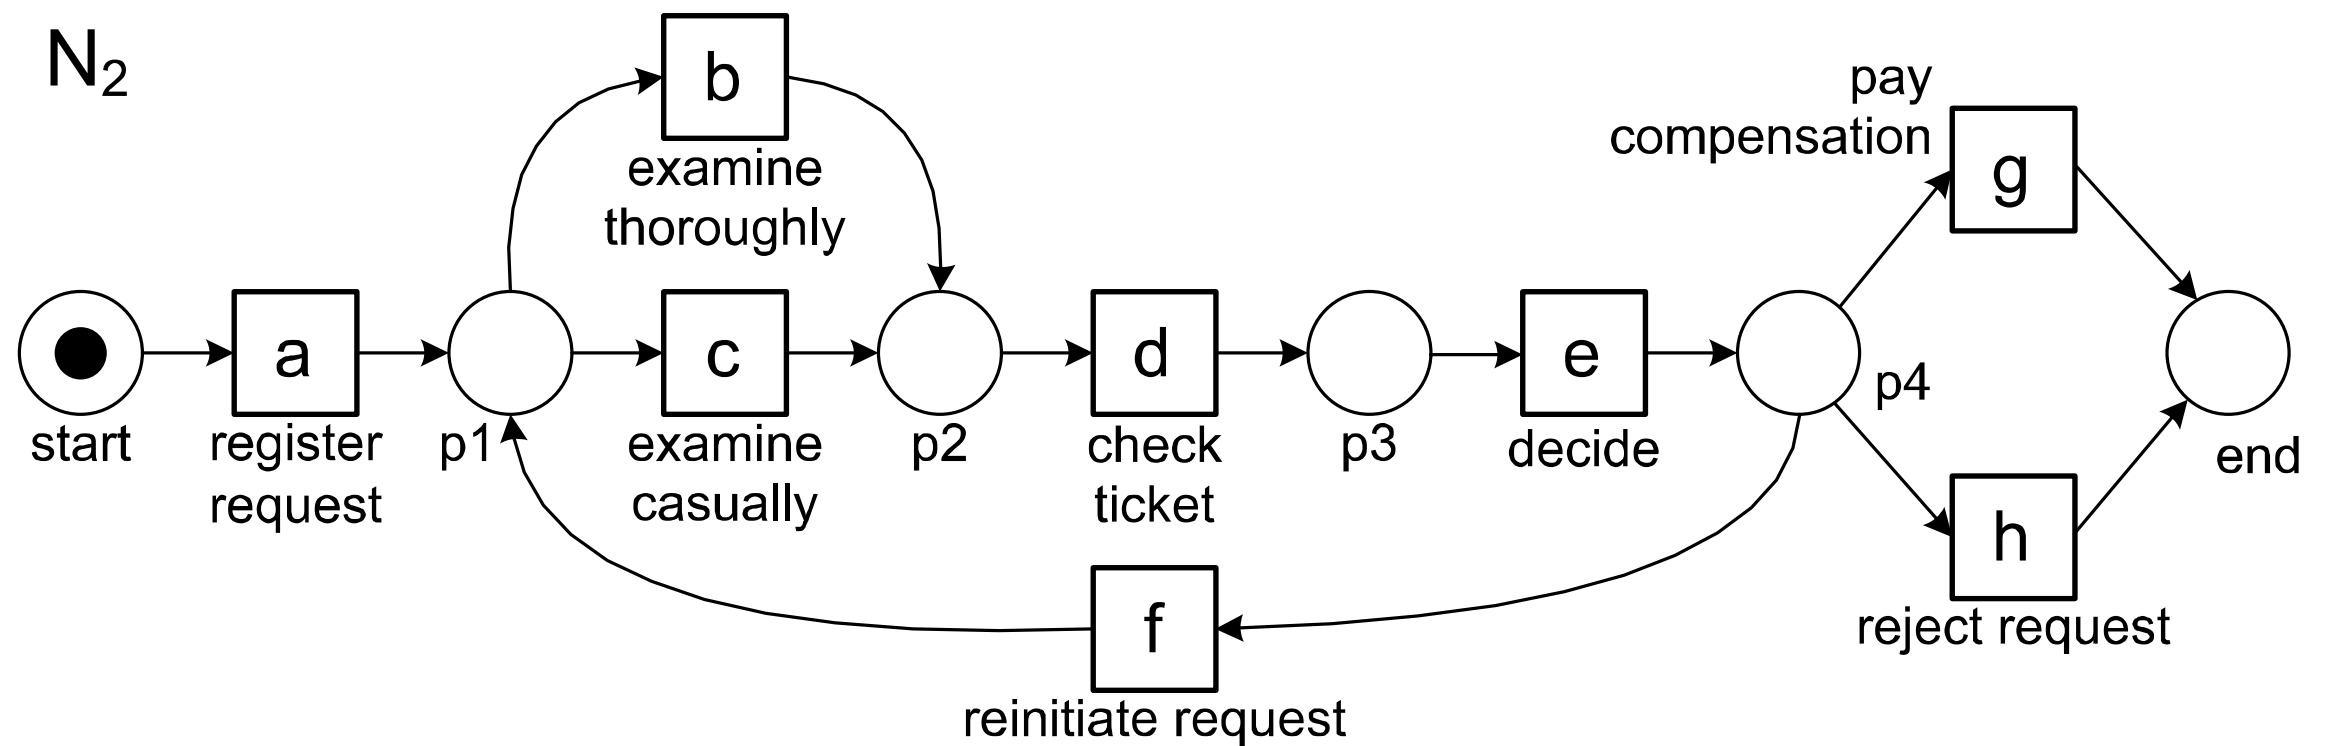 N2
b
examine
thoroughly
pay
compensation
g
start
a
register
request
p1
c
examine
casually
p2
d
check
ticket
p3
e
decide
p4
end
h
reject request
f
reinitiate request